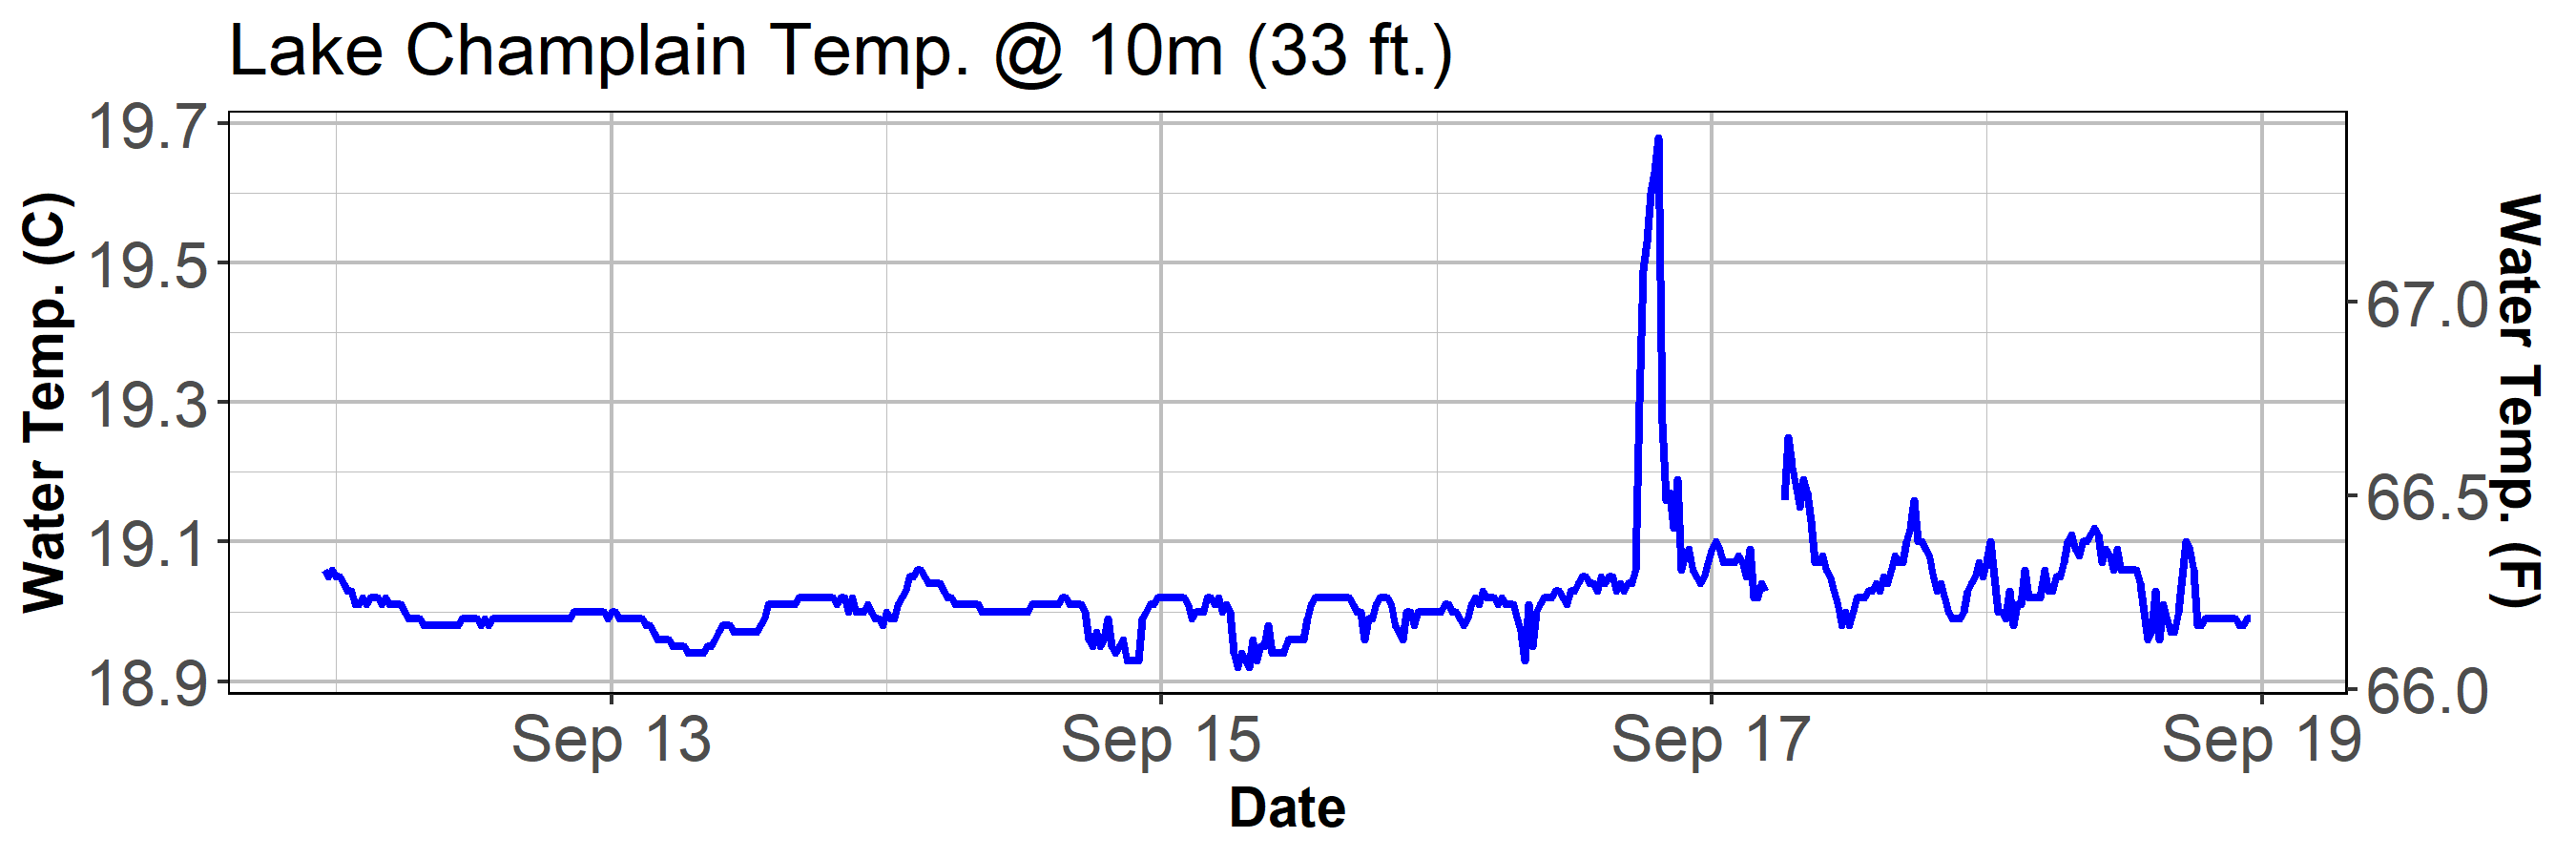 Lake Champlain Temp. @ 10m (33 ft.)
Water Temp. (C)
19.7
19.5
19.3
19.1
18.9
67.0
66.5
66.0
Water Temp. (F)
Sep 13 Sep 15 Sep 17 Sep 19
Date